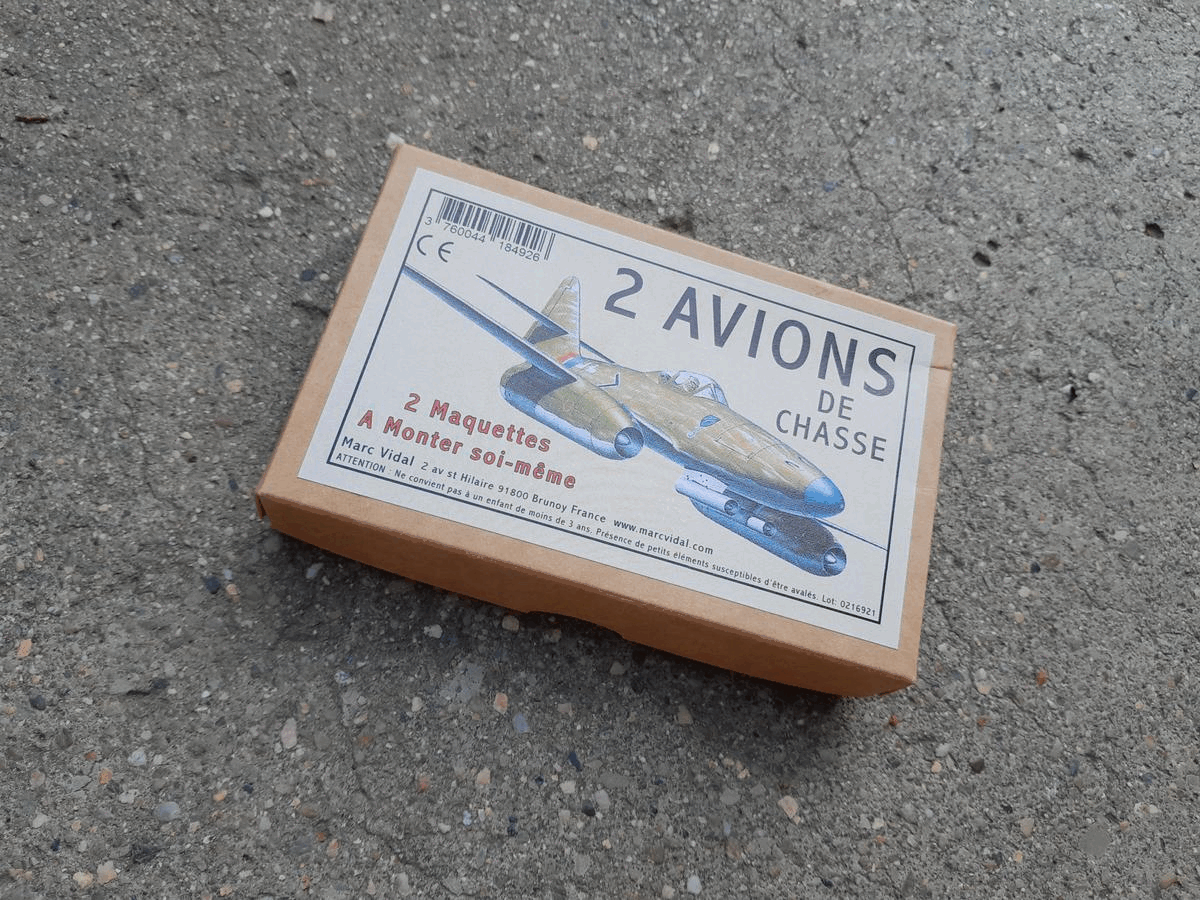 3 760044 184926
CE
2 AVIONS
DE
CHASSE
2 Maquettes
A Monter soi-même
Marc Vidal 2 av st Hilaire 91800 Brunoy France www.marcvidal.com
ATTENTION : Ne convient pas à un enfant de moins de 3 ans. Présence de petits éléments susceptibles d'être avalés. Lot: 0216921